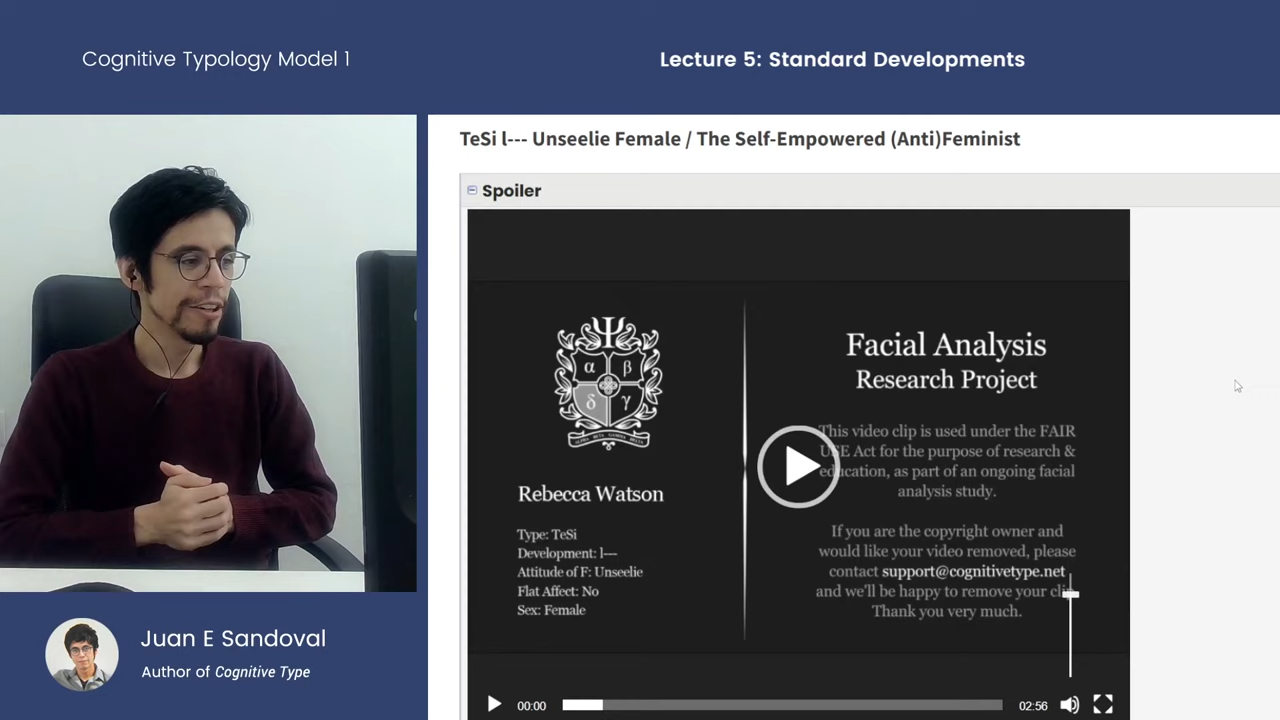 Cognitive Typology Model 1
Lecture 5: Standard Developments
TeSi l--- Unseelie Female / The Self-Empowered (Anti)Feminist
Spoiler
Ψ
α β
δ γ
Rebecca Watson
Type: TeSi
Development: l---
Attitude of F: Unseelie
Flat Affect: No
Sex: Female
Facial Analysis
Research Project
This video clip is used under the FAIR
USE Act for the purpose of research &
education, as part of an ongoing facial
analysis study.
If you are the copyright owner and
would like your video removed, please
contact support@cognitivetype.net
and we'll be happy to remove your clip.
Thank you very much.
00:00
02:56
Juan E Sandoval
Author of Cognitive Type